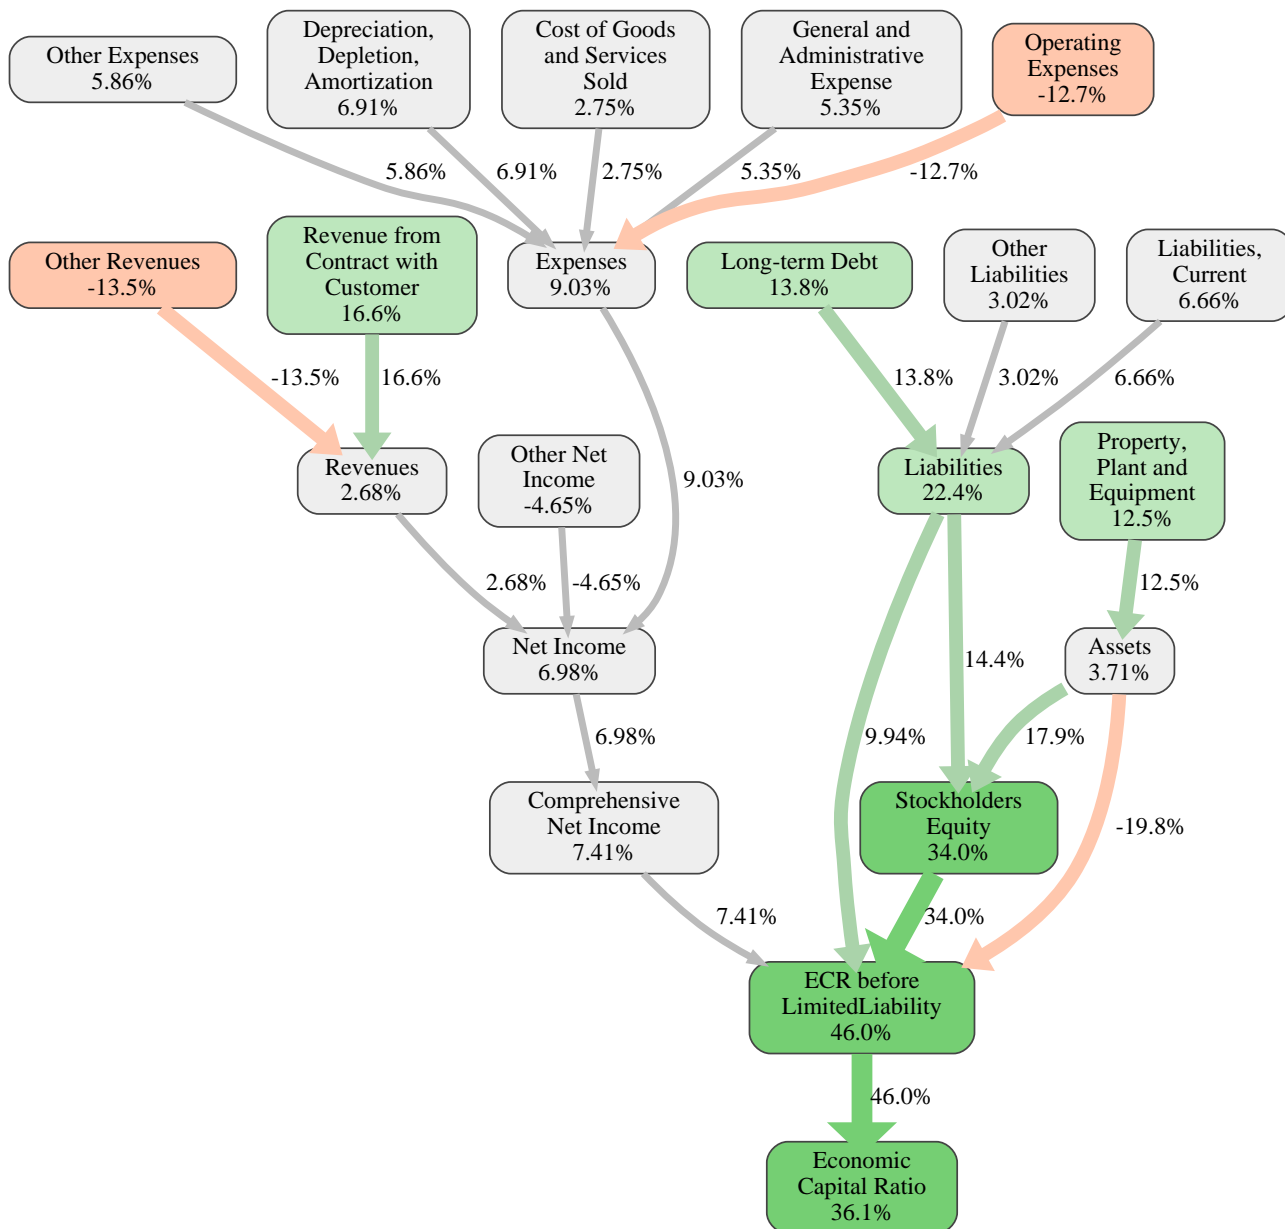 Other Expenses
5.86%
Depreciation,
Depletion,
Amortization
6.91%
Cost of Goods
and Services
Sold
2.75%
General and
Administrative
Expense
5.35%
Operating
Expenses
-12.7%
5.86%
6.91%
2.75%
5.35%
-12.7%
Other Revenues
-13.5%
Revenue from
Contract with
Customer
16.6%
Expenses
9.03%
Long-term Debt
13.8%
Other
Liabilities
3.02%
Liabilities,
Current
6.66%
-13.5%
16.6%
13.8%
3.02%
6.66%
Revenues
2.68%
Other Net
Income
-4.65%
9.03%
Liabilities
22.4%
Property,
Plant and
Equipment
12.5%
2.68%
-4.65%
12.5%
Net Income
6.98%
14.4%
Assets
3.71%
6.98%
9.94%
17.9%
Comprehensive
Net Income
7.41%
Stockholders
Equity
34.0%
-19.8%
7.41%
34.0%
ECR before
LimitedLiability
46.0%
46.0%
Economic
Capital Ratio
36.1%